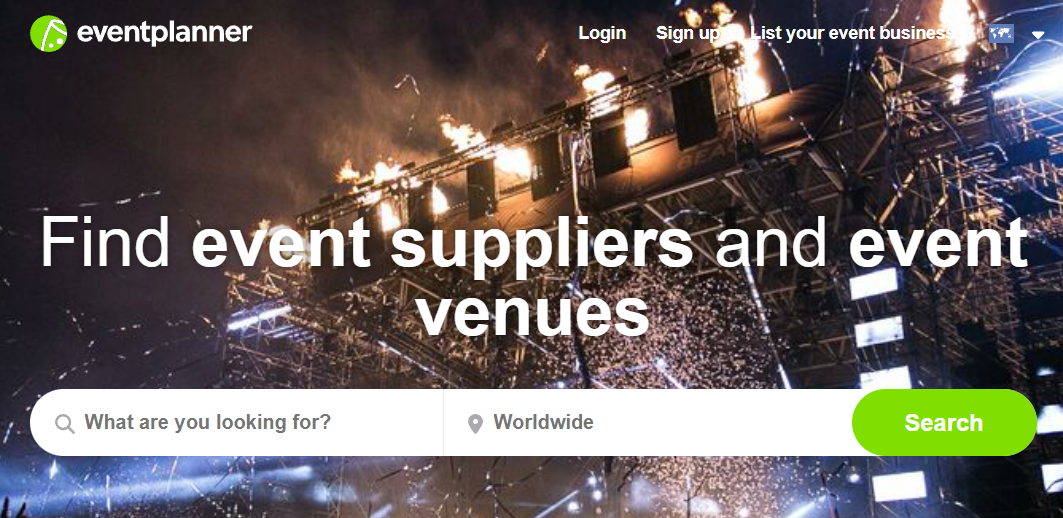 eventplanner
Login Sign up List your event business
Find event suppliers and event
venues
What are you looking for? Worldwide Search